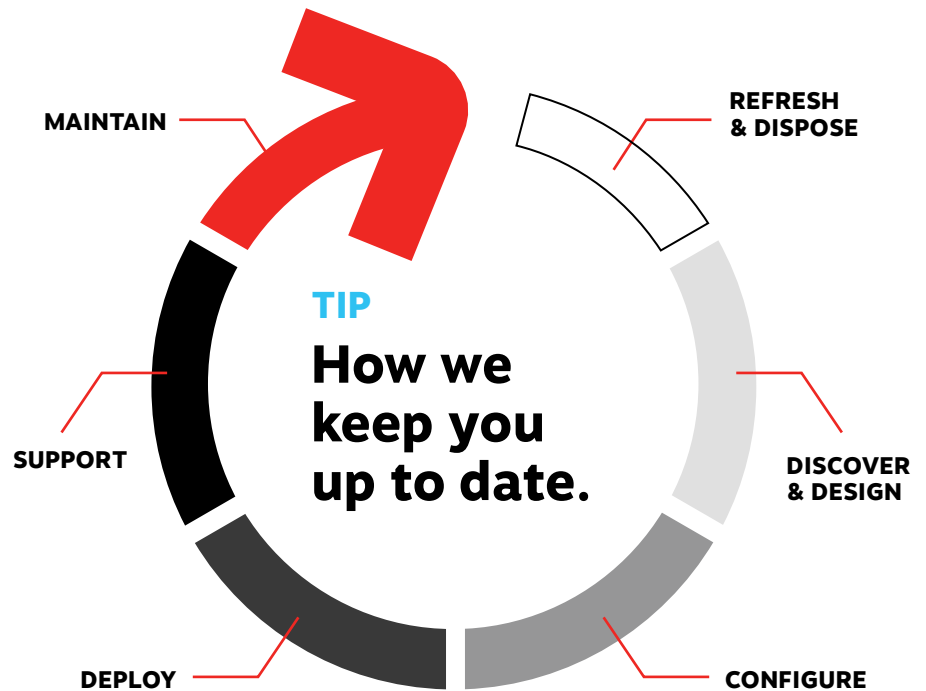 REFRESH
& DISPOSE
MAINTAIN
TIP
How we
keep you
up to date.
SUPPORT
DISCOVER
& DESIGN
DEPLOY
CONFIGURE